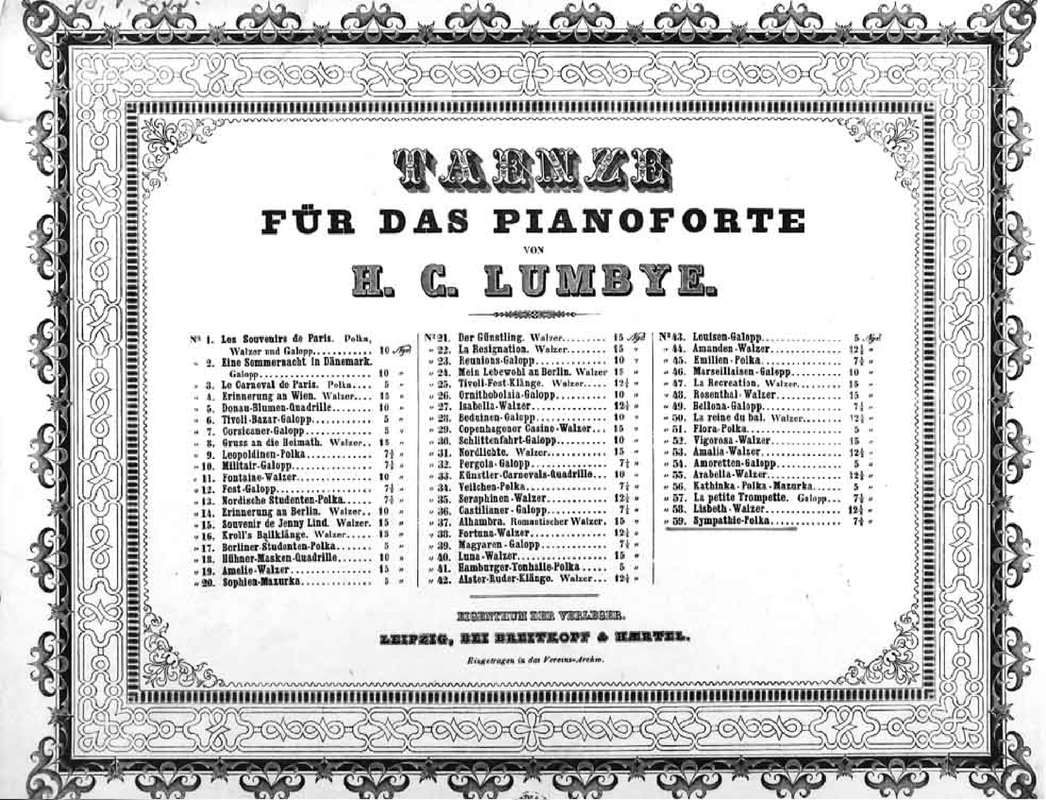 TAENZE
FÜR DAS PIANOFORTE
VON
H. C. LUMBYE.
No 1. Les Souvenirs de Paris. Polka,
Walzer und Galopp............ 10 Ngr
" 2. Eine Sommernacht in Dänemark.
Galopp.................... 10 "
" 3. Le Carneval de Paris. Polka.... 5 "
" 4. Erinnerung an Wien. Walzer... 15 "
" 5. Donau-Blumen-Quadrille....... 10 "
" 6. Tivoli-Bazar-Galopp............ 5 "
" 7. Corsicaner-Galopp............. 5 "
" 8. Gruss an die Heimath. Walzer.. 15 "
" 9. Leopoldinen-Polka............ 7½ "
" 10. Militair-Galopp............... 7½ "
" 11. Fontaine-Walzer.............. 10 "
" 12. Fest-Galopp.................. 7½ "
" 13. Nordische Studenten-Polka.... 7½ "
" 14. Erinnerung an Berlin. Walzer.. 10 "
" 15. Souvenir de Jenny Lind. Walzer. 15 "
" 16. Kroll's Ballklänge. Walzer..... 15 "
" 17. Berliner-Studenten-Polka...... 5 "
" 18. Hühner-Masken-Quadrille...... 10 "
" 19. Amelie-Walzer............... 15 "
" 20. Sophien-Mazurka............. 5 "
No 21. Der Günstling. Walzer........ 15 Ngr
" 22. La Resignation. Walzer....... 15 "
" 23. Reunions-Galopp............. 10 "
" 24. Mein Lebewohl an Berlin. Walzer 15 "
" 25. Tivoli-Fest-Klänge. Walzer.... 12½ "
" 26. Ornithobolaia-Galopp......... 10 "
" 27. Isabella-Walzer.............. 12½ "
" 28. Beduinen-Galopp............. 10 "
" 29. Copenhagener Casino-Walzer... 15 "
" 30. Schlittenfahrt-Galopp......... 10 "
" 31. Nordlichte. Walzer........... 15 "
" 32. Pergola-Galopp.............. 7½ "
" 33. Künstler-Carnevals-Quadrille.. 10 "
" 34. Veilchen-Polka.............. 7½ "
" 35. Seraphinen-Walzer........... 12½ "
" 36. Castilianer-Galopp........... 7½ "
" 37. Alhambra. Romantischer Walzer. 15 "
" 38. Fortuna-Walzer.............. 12½ "
" 39. Magyaren-Galopp............ 7½ "
" 40. Luna-Walzer................ 15 "
" 41. Hamburger-Tonhalle-Polka..... 5 "
" 42. Alster-Ruder-Klänge. Walzer... 12½ "
No 43. Louisen-Galopp.............. 5 Ngr
" 44. Amanden-Walzer............. 12½ "
" 45. Emilien-Polka............... 7½ "
" 46. Marseillaisen-Galopp......... 10 "
" 47. La Recreation. Walzer........ 15 "
" 48. Rosenthal-Walzer............ 15 "
" 49. Bellona-Galopp.............. 7½ "
" 50. La reine du bal. Walzer....... 12½ "
" 51. Flora-Polka................. 5 "
" 52. Vigorosa-Walzer............. 15 "
" 53. Amalia-Walzer............... 12½ "
" 54. Amoretten-Galopp............ 5 "
" 55. Arabella-Walzer.............. 12½ "
" 56. Kathinka-Polka-Mazurka...... 5 "
" 57. La petite Trompette. Galopp... 7½ "
" 58. Lisbeth-Walzer.............. 12½ "
" 59. Sympathie-Polka............. 7½ "
EIGENTHUM DER VERLEGER.
LEIPZIG, BEI BREITKOPF & HÆRTEL.
Eingetragen in das Vereins-Archiv.